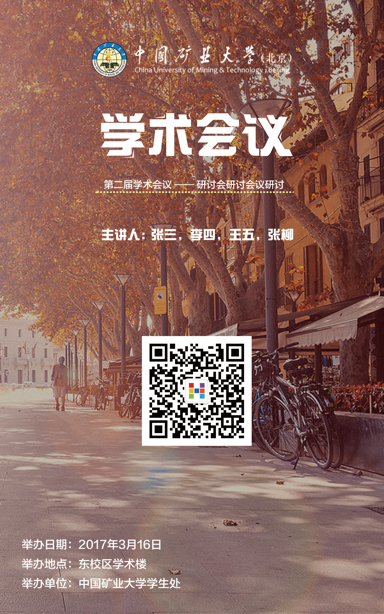 中国矿业大学(北京)
China University of Mining & Technology, Beijing
学术会议
第二届学术会议 —— 研讨会研讨会议研讨
主讲人：张三，李四，王五，张柳
举办日期：2017年3月16日
举办地点：东校区学术楼
举办单位：中国矿业大学学生处